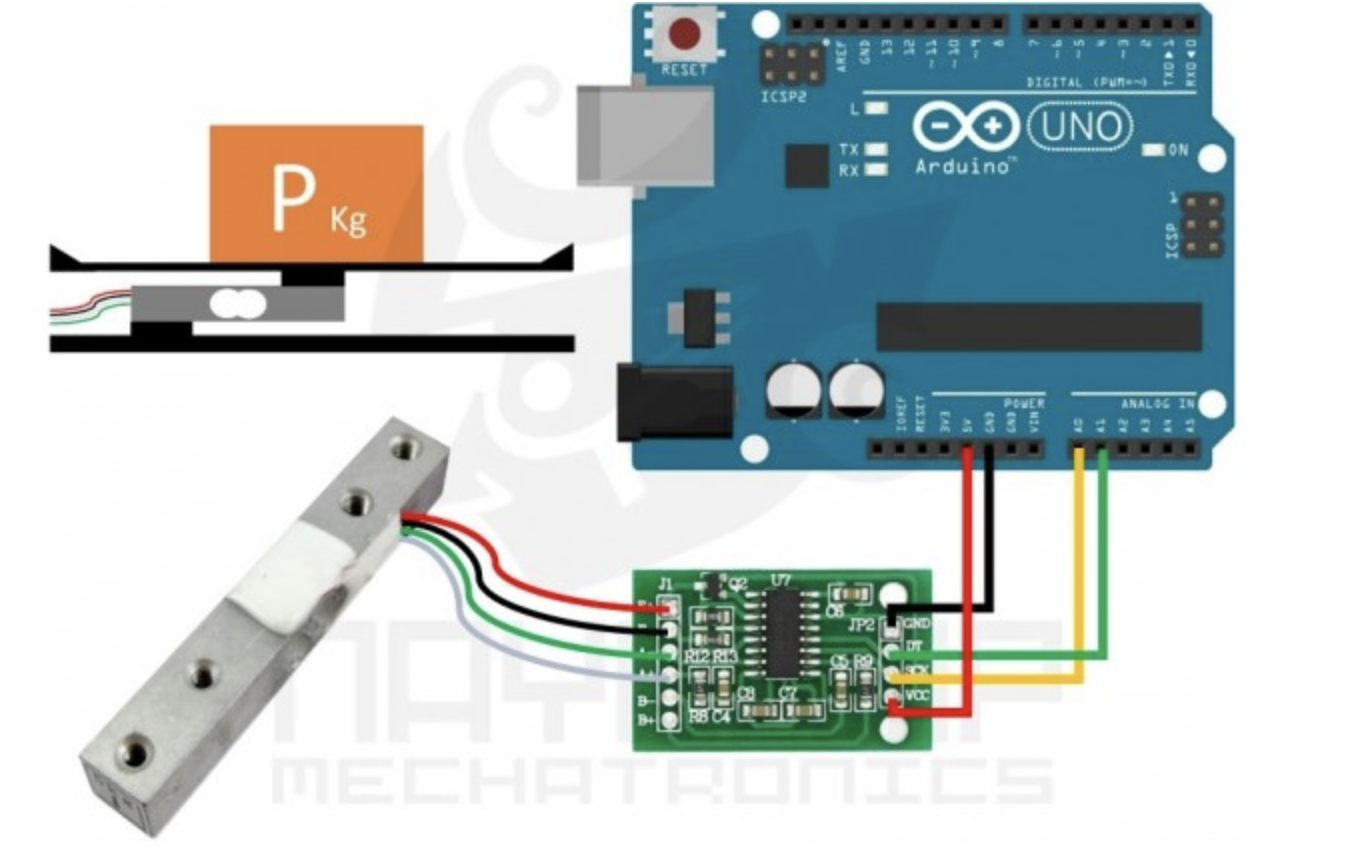 P Kg
RESET
ICSP2
AREF
GND
13
12
~11
~10
~9
8
7
~6
~5
4
~3
2
TXD▶1
RXD◀0
DIGITAL (PWM=~)
L
TX
RX
UNO
Arduino™
ON
1
ICSP
POWER
ANALOG IN
IOREF
RESET
3V3
5V
GND
GND
VIN
A0
A1
A2
A3
A4
A5
J1
Q2
U7
C6
JP2
GND
DT
SCK
VCC
A+
B-
B+
R12 R13
C5 R9
C8 C7
R8 C4
MECHATRONICS